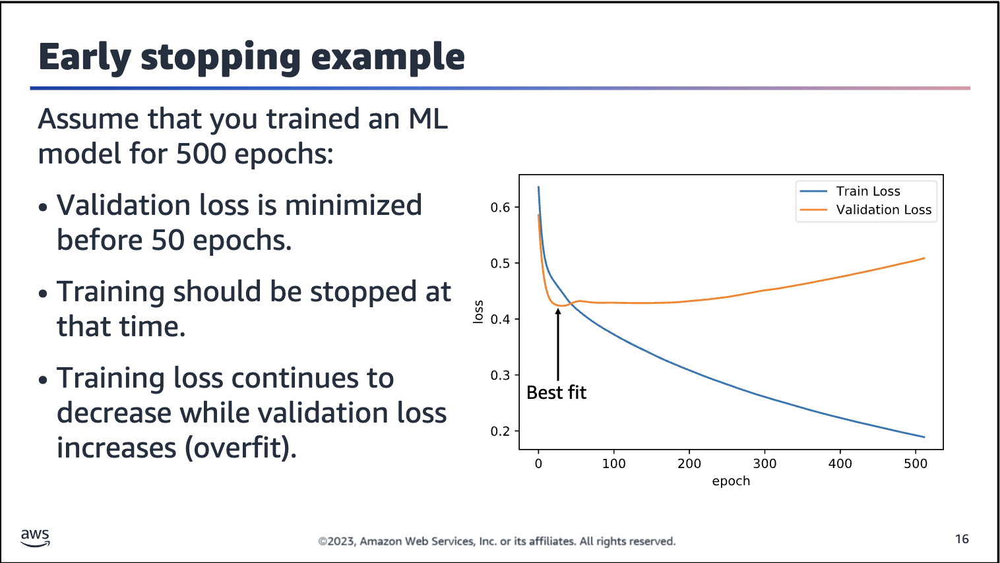 Early stopping example
Assume that you trained an ML
model for 500 epochs:
• Validation loss is minimized
before 50 epochs.
• Training should be stopped at
that time.
• Training loss continues to
decrease while validation loss
increases (overfit).
Train Loss
Validation Loss
0.6
0.5
0.4
0.3
0.2
loss
Best fit
0 100 200 300 400 500
epoch
aws
©2023, Amazon Web Services, Inc. or its affiliates. All rights reserved.
16